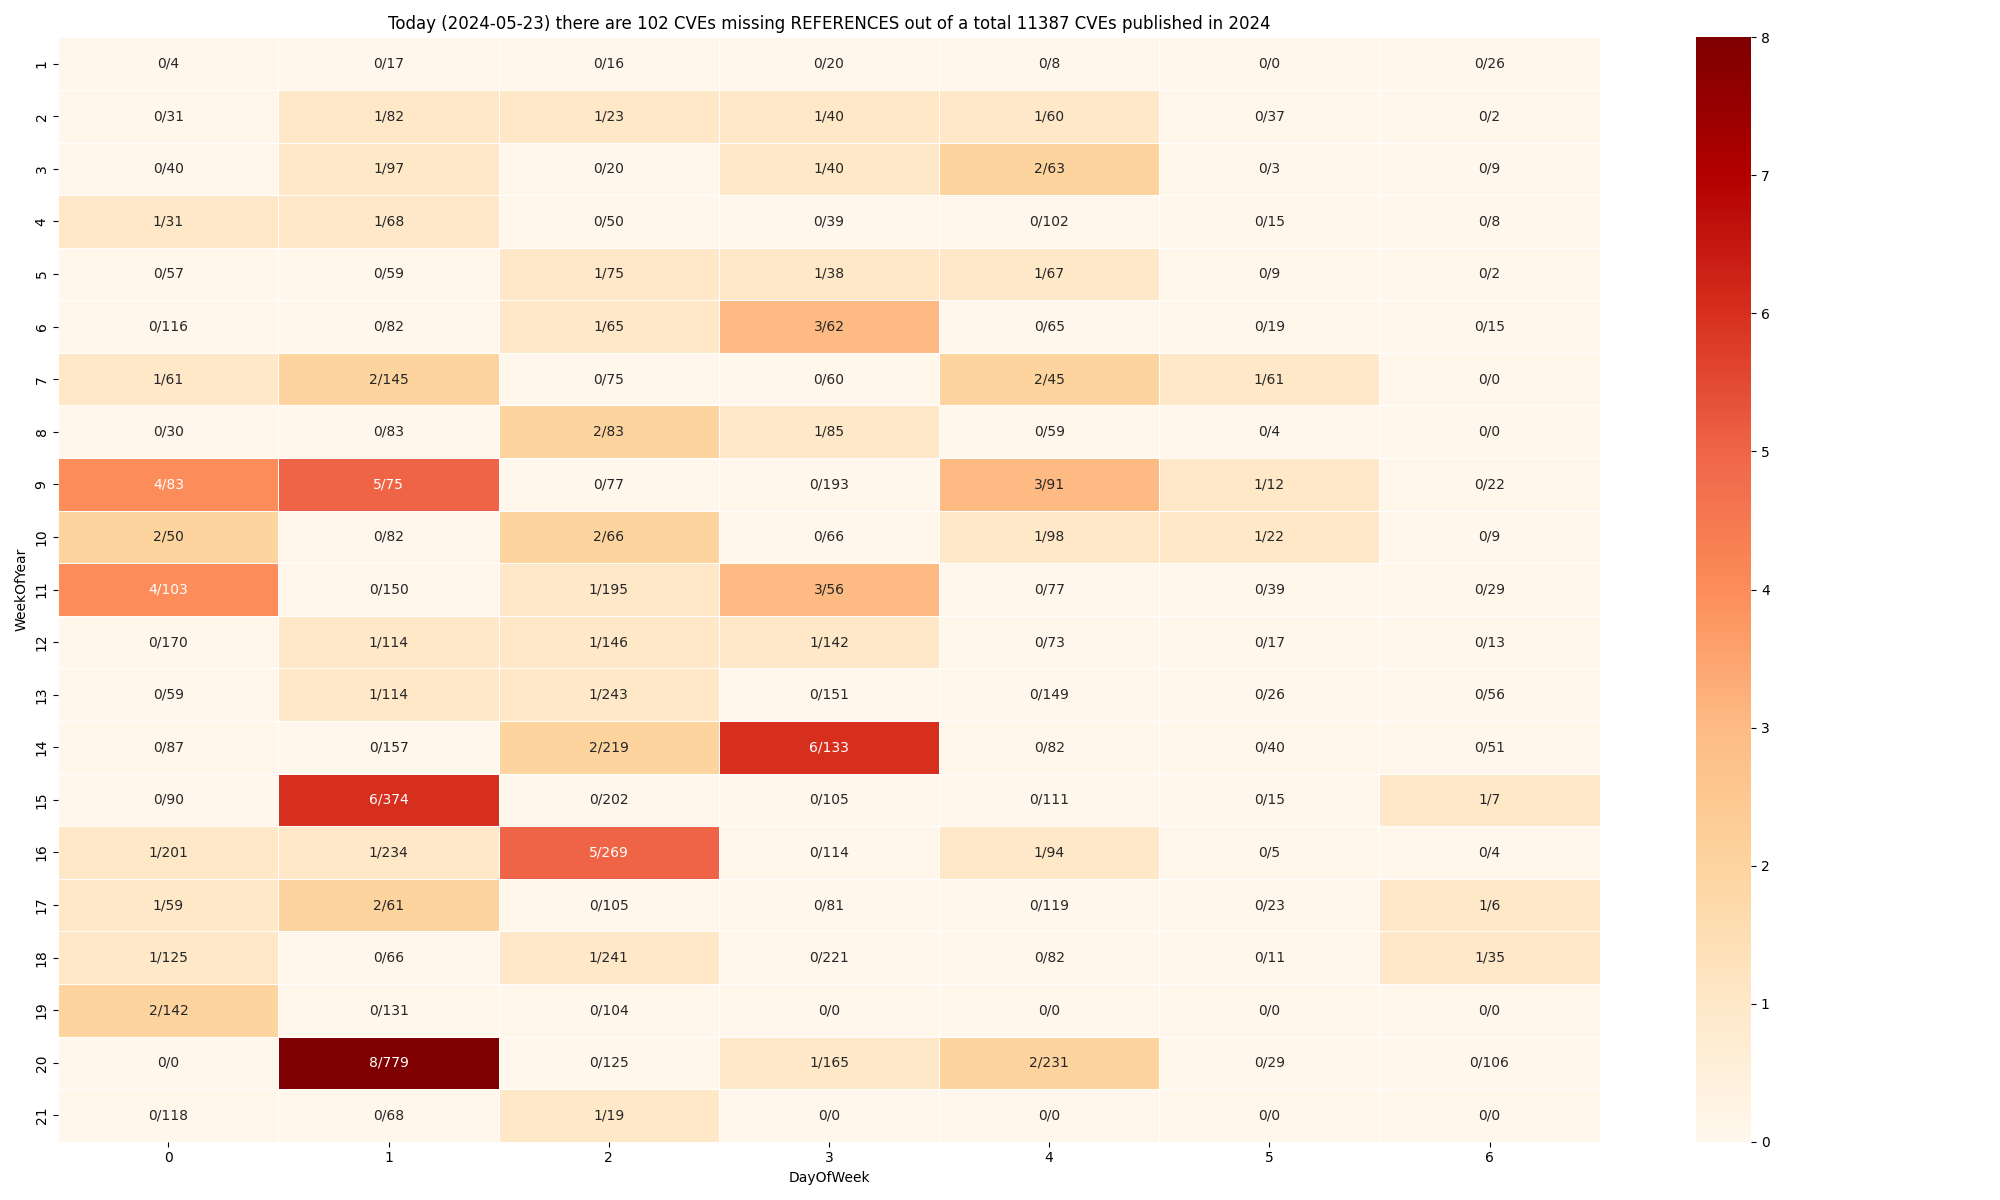 Today (2024-05-23) there are 102 CVEs missing REFERENCES out of a total 11387 CVEs published in 2024
WeekOfYear
1 0/4 0/17 0/16 0/20 0/8 0/0 0/26
2 0/31 1/82 1/23 1/40 1/60 0/37 0/2
3 0/40 1/97 0/20 1/40 2/63 0/3 0/9
4 1/31 1/68 0/50 0/39 0/102 0/15 0/8
5 0/57 0/59 1/75 1/38 1/67 0/9 0/2
6 0/116 0/82 1/65 3/62 0/65 0/19 0/15
7 1/61 2/145 0/75 0/60 2/45 1/61 0/0
8 0/30 0/83 2/83 1/85 0/59 0/4 0/0
9 4/83 5/75 0/77 0/193 3/91 1/12 0/22
10 2/50 0/82 2/66 0/66 1/98 1/22 0/9
11 4/103 0/150 1/195 3/56 0/77 0/39 0/29
12 0/170 1/114 1/146 1/142 0/73 0/17 0/13
13 0/59 1/114 1/243 0/151 0/149 0/26 0/56
14 0/87 0/157 2/219 6/133 0/82 0/40 0/51
15 0/90 6/374 0/202 0/105 0/111 0/15 1/7
16 1/201 1/234 5/269 0/114 1/94 0/5 0/4
17 1/59 2/61 0/105 0/81 0/119 0/23 1/6
18 1/125 0/66 1/241 0/221 0/82 0/11 1/35
19 2/142 0/131 0/104 0/0 0/0 0/0 0/0
20 0/0 8/779 0/125 1/165 2/231 0/29 0/106
21 0/118 0/68 1/19 0/0 0/0 0/0 0/0
0 1 2 3 4 5 6
DayOfWeek
8
7
6
5
4
3
2
1
0